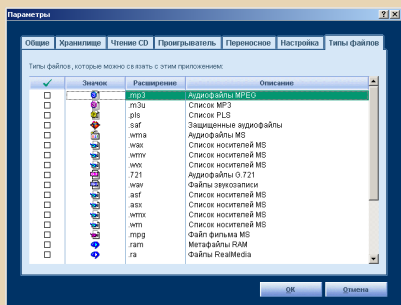 Параметры
Общие Хранилище Чтение CD Проигрыватель Переносное Настройка Типы файлов
Типы файлов, которые можно связать с этим приложением:
Значок Расширение Описание
.mp3 Аудиофайлы MPEG
.m3u Список MP3
.pls Список PLS
.saf Защищенные аудиофайлы
.wma Аудиофайлы MS
.wax Список носителей MS
.wmv Список носителей MS
.wvx Список носителей MS
.721 Аудиофайлы G.721
.wav Файлы звукозаписи
.asf Список носителей MS
.asx Список носителей MS
.wmx Список носителей MS
.wm Список носителей MS
.mpg Файл фильма MS
.ram Метафайлы RAM
.ra Файлы RealMedia
OK Отмена